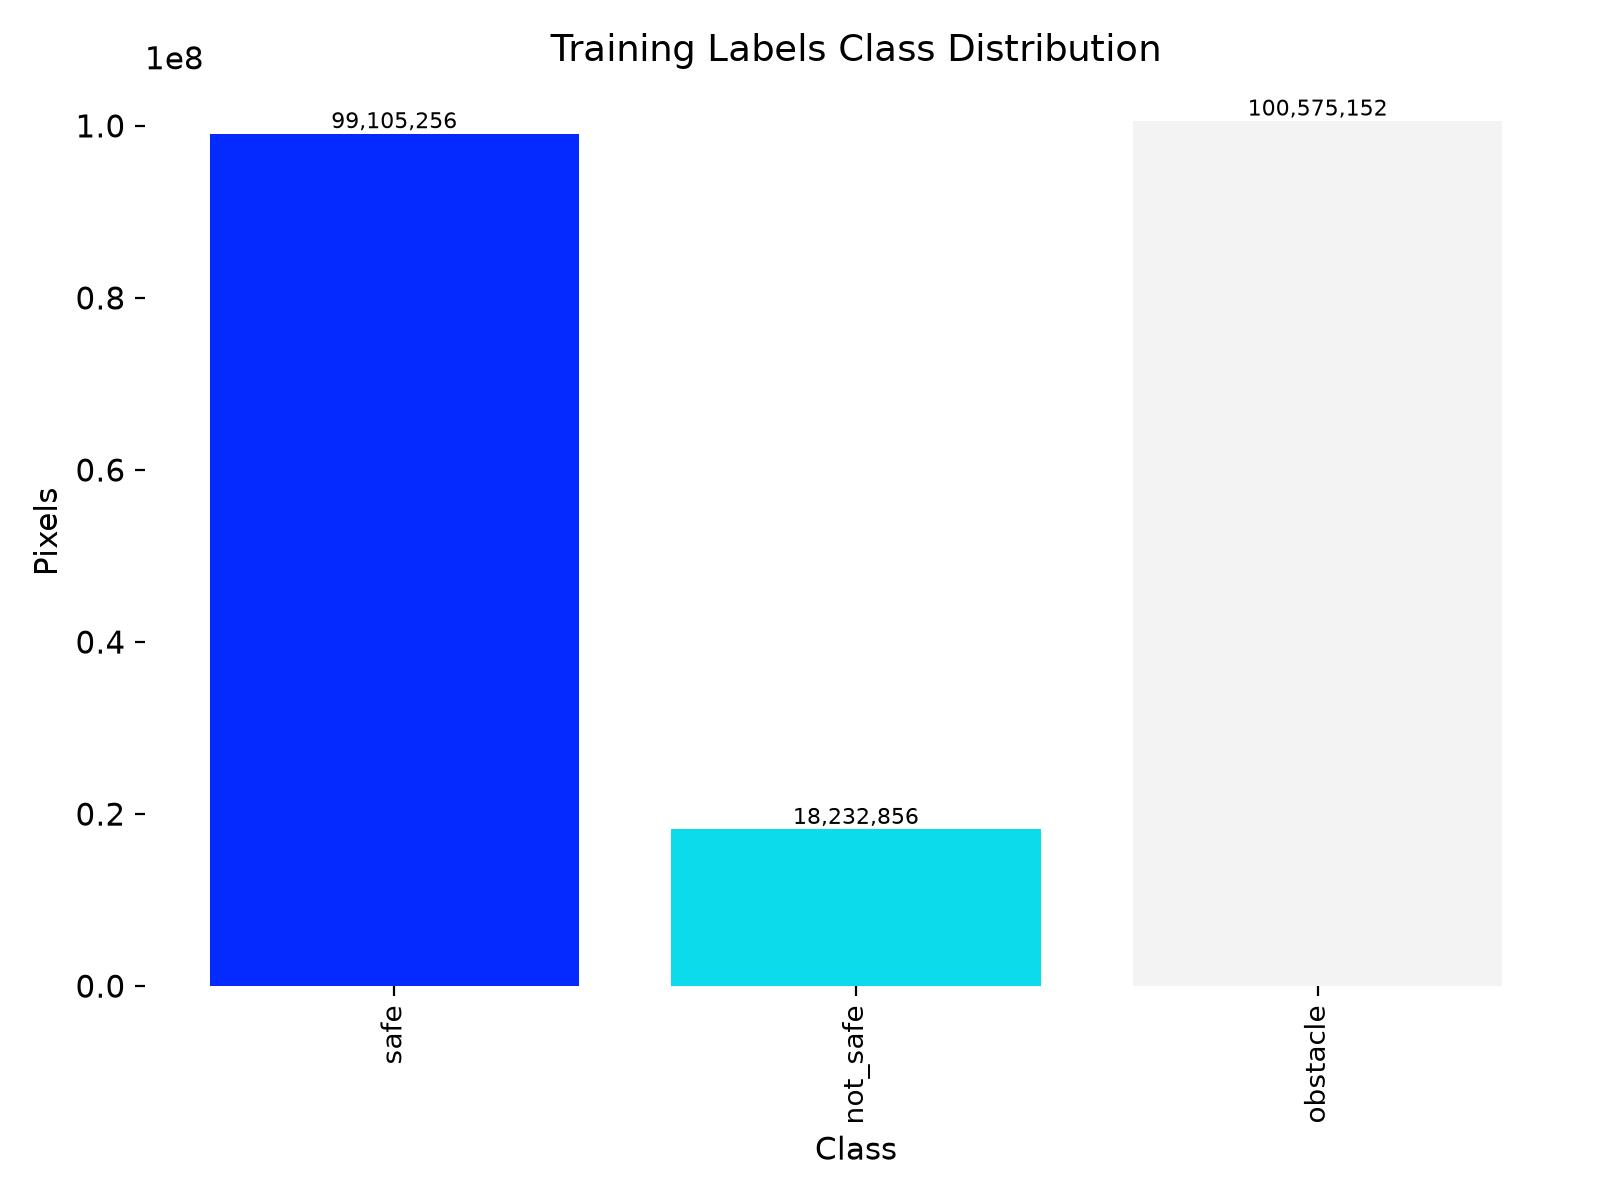 Training Labels Class Distribution
1e8
1.0
0.8
0.6
0.4
0.2
0.0
Pixels
99,105,256
18,232,856
100,575,152
safe
not_safe
obstacle
Class